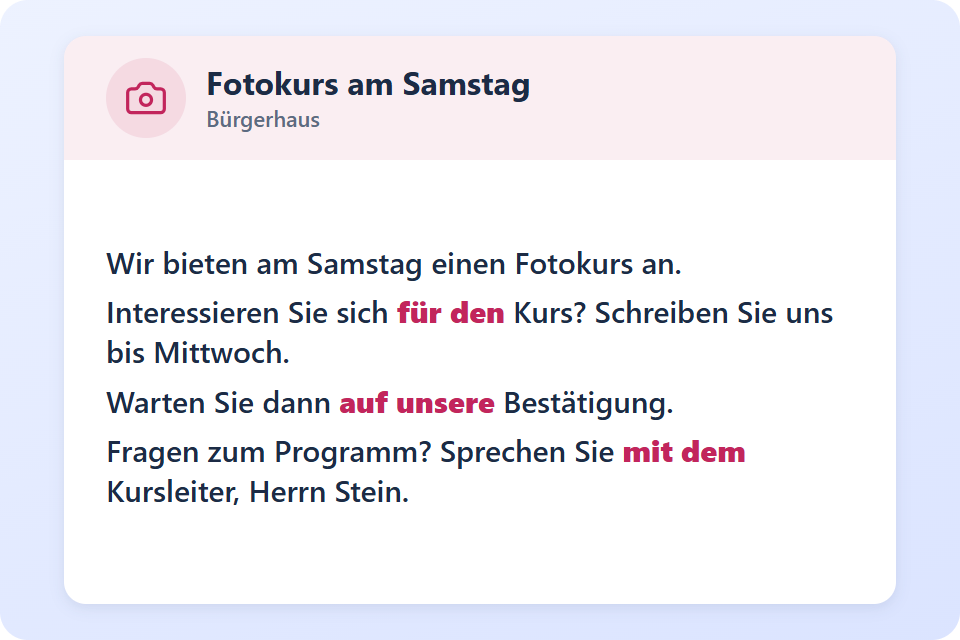 Fotokurs am Samstag
Bürgerhaus
Wir bieten am Samstag einen Fotokurs an.
Interessieren Sie sich für den Kurs? Schreiben Sie uns
bis Mittwoch.
Warten Sie dann auf unsere Bestätigung.
Fragen zum Programm? Sprechen Sie mit dem
Kursleiter, Herrn Stein.